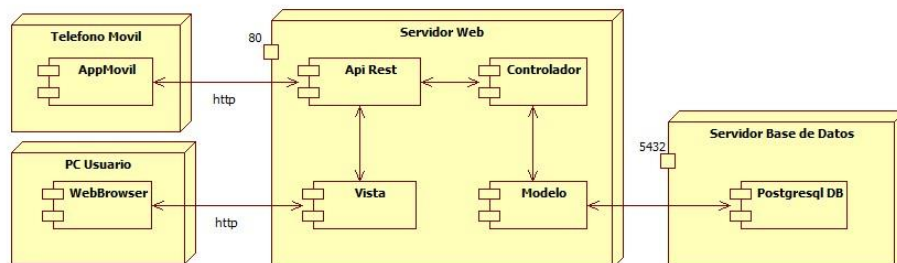 Telefono Movil
AppMovil
http
PC Usuario
WebBrowser
http
80
Servidor Web
Api Rest
Controlador
Vista
Modelo
5432
Servidor Base de Datos
Postgresql DB